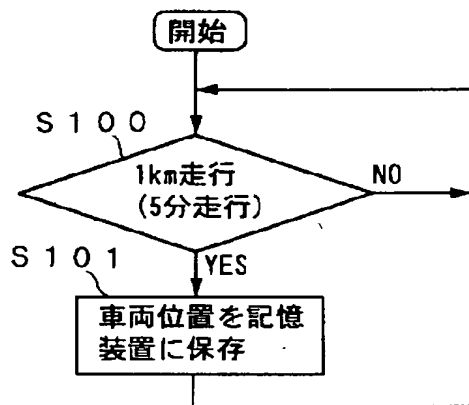 開始
S100
1km走行
(5分走行)
NO
S101
YES
車両位置を記憶
装置に保存